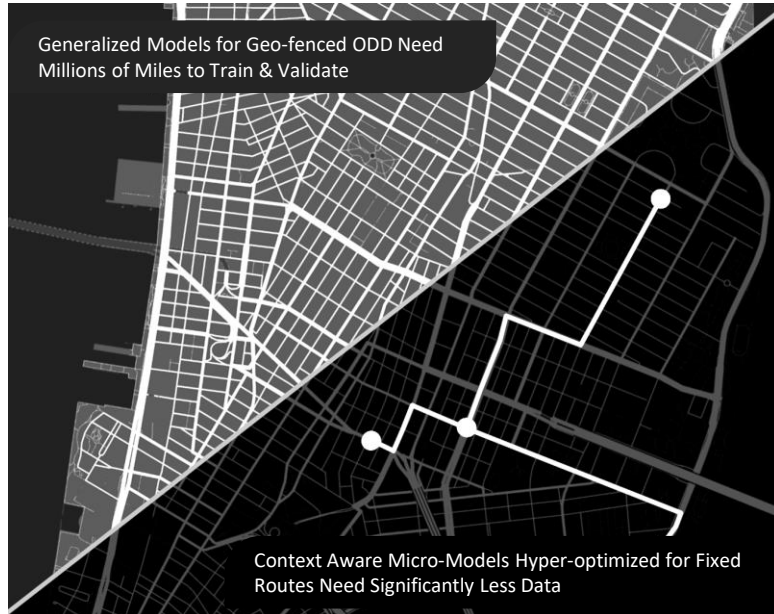 Generalized Models for Geo-fenced ODD Need
Millions of Miles to Train & Validate
Context Aware Micro-Models Hyper-optimized for Fixed
Routes Need Significantly Less Data